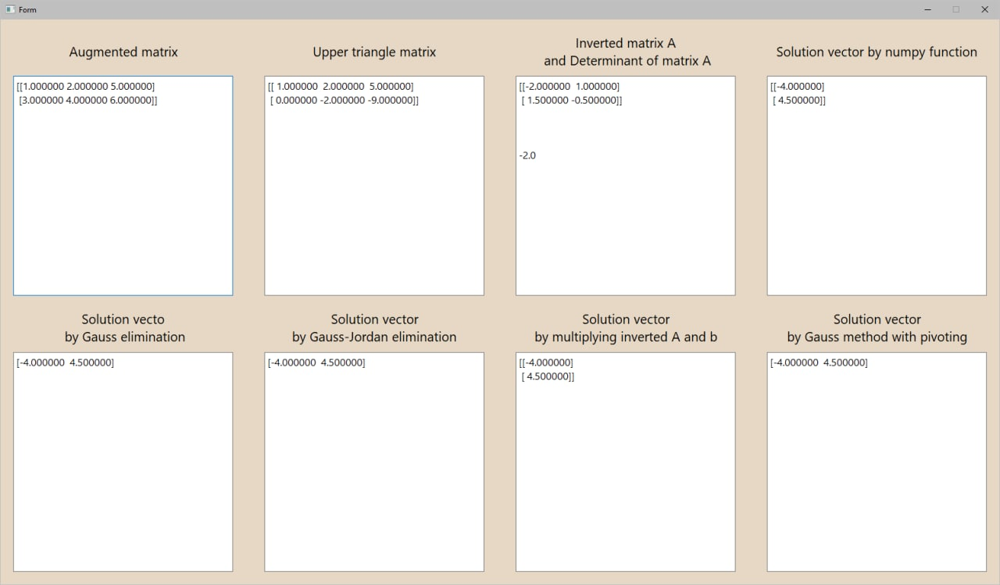 Form
Augmented matrix
[[1.000000 2.000000 5.000000]
[3.000000 4.000000 6.000000]]
Upper triangle matrix
[[ 1.000000  2.000000  5.000000]
[ 0.000000 -2.000000 -9.000000]]
Inverted matrix A
and Determinant of matrix A
[[-2.000000  1.000000]
[ 1.500000 -0.500000]]
-2.0
Solution vector by numpy function
[[-4.000000]
[ 4.500000]]
Solution vecto
by Gauss elimination
[-4.000000  4.500000]
Solution vector
by Gauss-Jordan elimination
[-4.000000  4.500000]
Solution vector
by multiplying inverted A and b
[[-4.000000]
[ 4.500000]]
Solution vector
by Gauss method with pivoting
[-4.000000  4.500000]